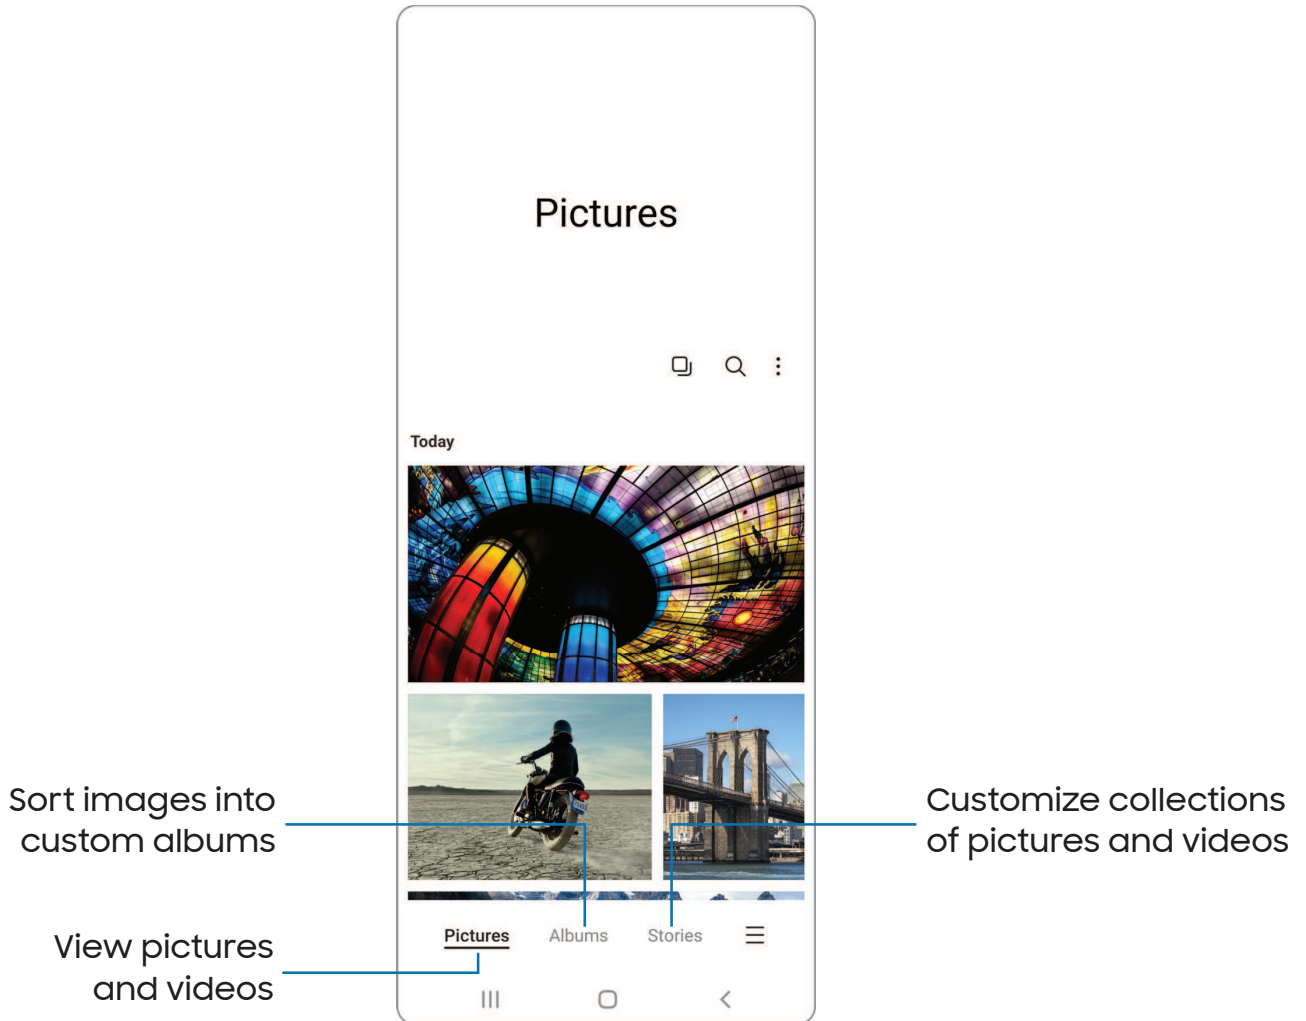 Pictures
Today
Sort images into
custom albums
Customize collections
of pictures and videos
Pictures
Albums
Stories
View pictures
and videos